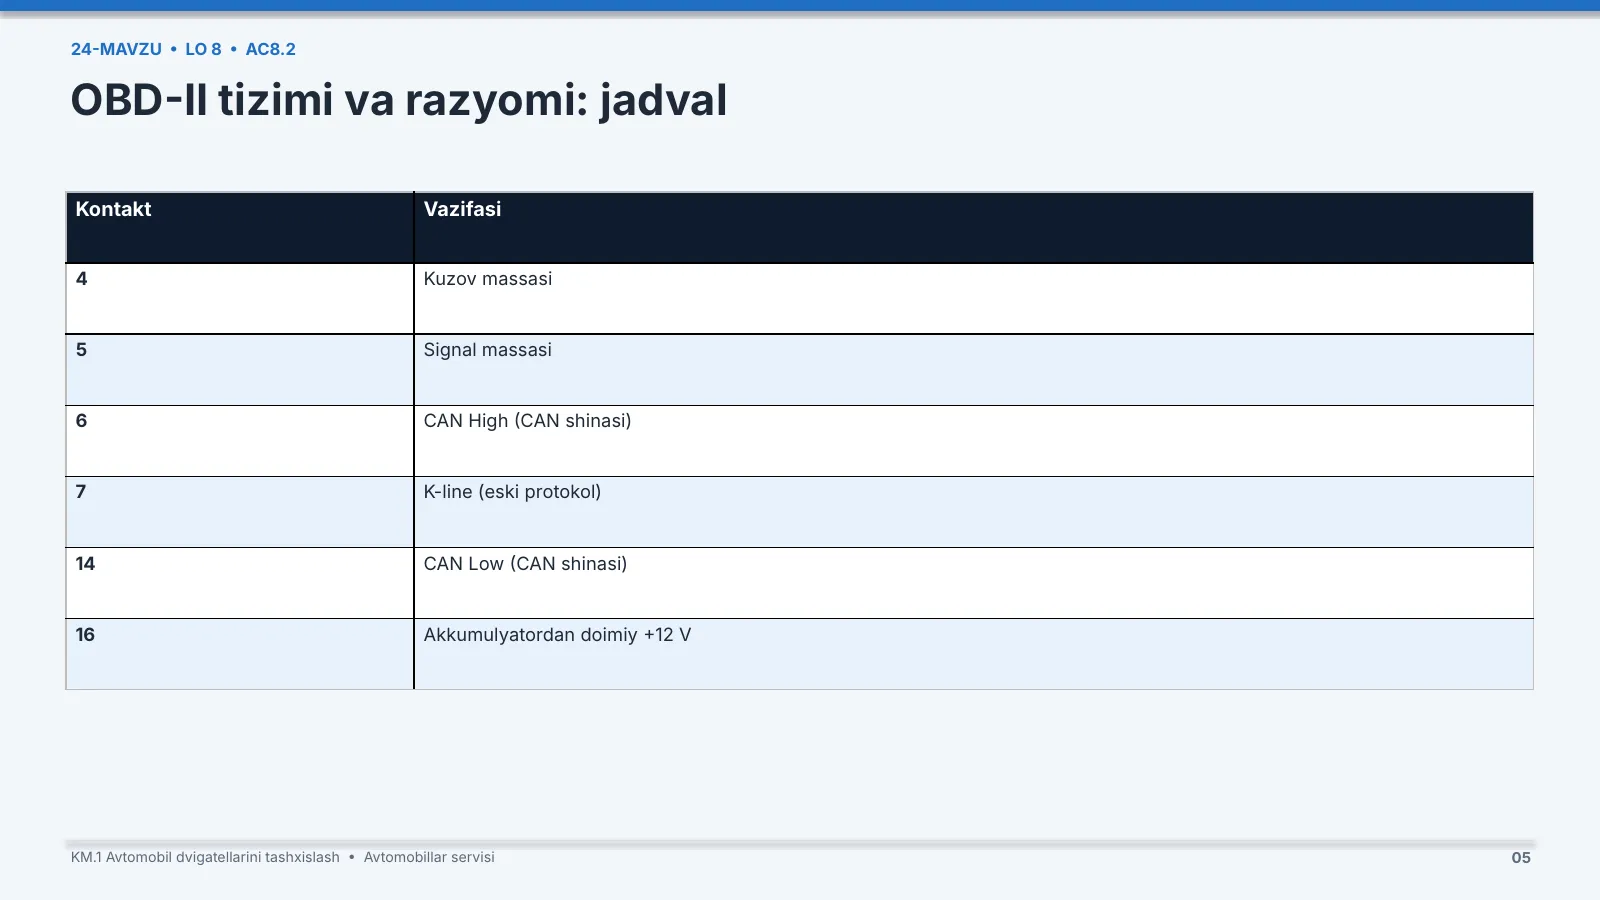 24-MAVZU • LO 8 • AC8.2
OBD-II tizimi va razyomi: jadval
Kontakt Vazifasi
4 Kuzov massasi
5 Signal massasi
6 CAN High (CAN shinasi)
7 K-line (eski protokol)
14 CAN Low (CAN shinasi)
16 Akkumulyatordan doimiy +12 V
KM.1 Avtomobil dvigatellarini tashxislash • Avtomobillar servisi 05